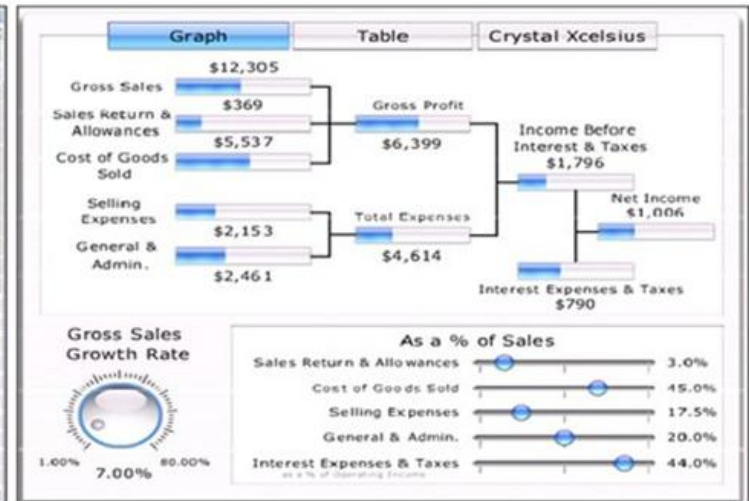 Graph
Table
Crystal Xcelsius
$12,305
Gross Sales
$369
Sales Return &
Allowances
$5,537
Cost of Goods
Sold
Selling
Expenses
$2,153
General &
Admin.
$2,461
Gross Profit
$6,399
Total Expenses
$4,614
Income Before
Interest & Taxes
$1,796
Net Income
$1,006
Interest Expenses & Taxes
$790
Gross Sales
Growth Rate
1.00%
80.00%
7.00%
As a % of Sales
Sales Return & Allowances 3.0%
Cost of Goods Sold 45.0%
Selling Expenses 17.5%
General & Admin. 20.0%
Interest Expenses & Taxes 44.0%
as a % of Operating Income